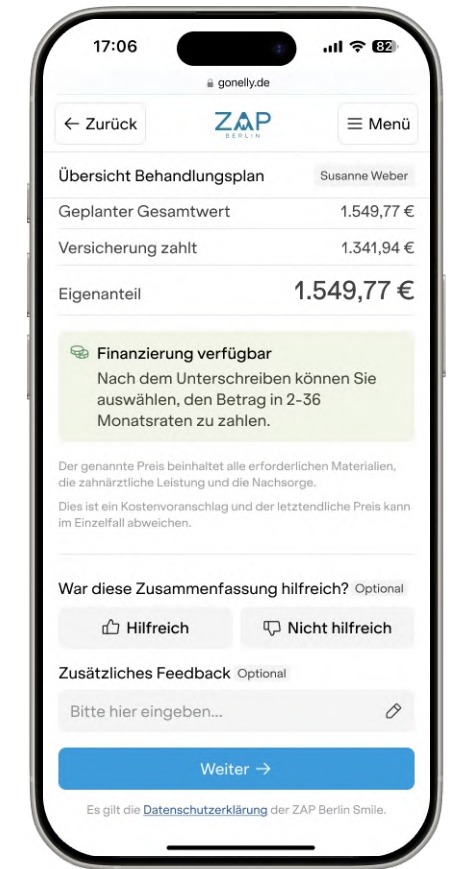 17:06
82
gonelly.de
← Zurück
ZAP
BERLIN
Menü
Übersicht Behandlungsplan
Susanne Weber
Geplanter Gesamtwert 1.549,77 €
Versicherung zahlt 1.341,94 €
Eigenanteil 1.549,77 €
Finanzierung verfügbar
Nach dem Unterschreiben können Sie
auswählen, den Betrag in 2-36
Monatsraten zu zahlen.
Der genannte Preis beinhaltet alle erforderlichen Materialien,
die zahnärztliche Leistung und die Nachsorge.
Dies ist ein Kostenvoranschlag und der letztendliche Preis kann
im Einzelfall abweichen.
War diese Zusammenfassung hilfreich? Optional
Hilfreich
Nicht hilfreich
Zusätzliches Feedback Optional
Bitte hier eingeben...
Weiter →
Es gilt die Datenschutzerklärung der ZAP Berlin Smile.